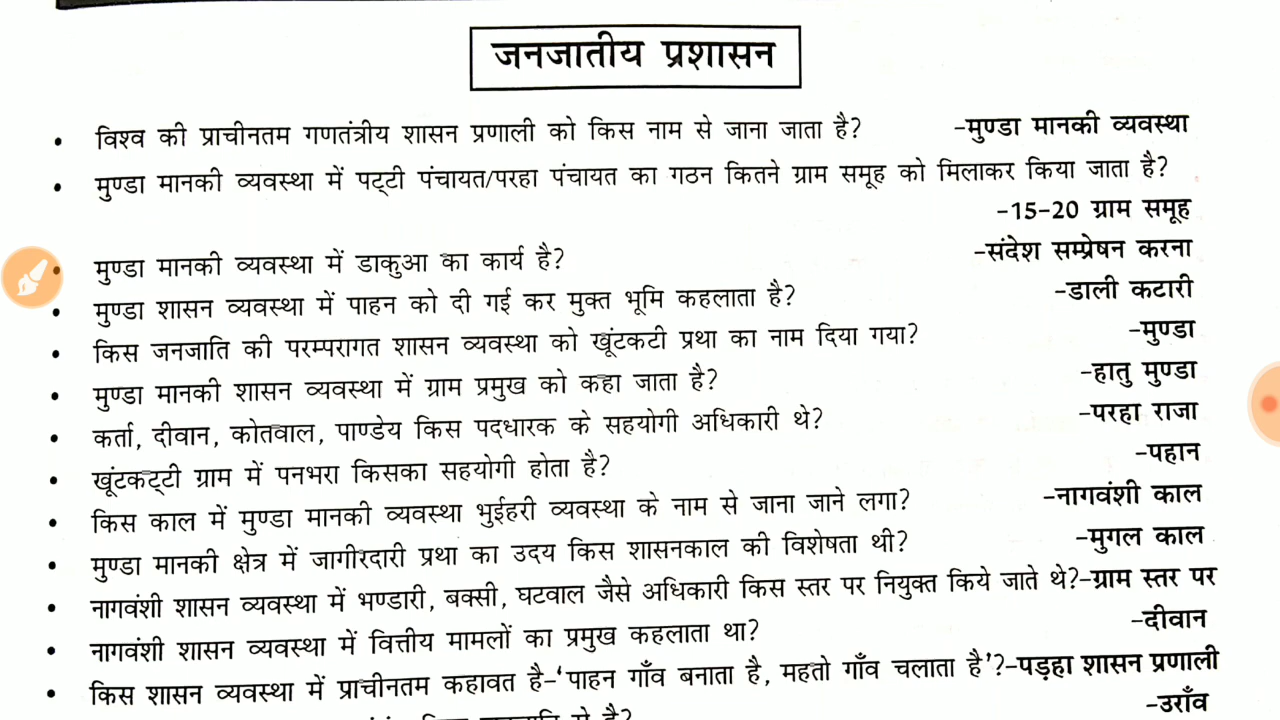 जनजातीय प्रशासन
• विश्व की प्राचीनतम गणतंत्रीय शासन प्रणाली को किस नाम से जाना जाता है? -मुण्डा मानकी व्यवस्था
• मुण्डा मानकी व्यवस्था में पट्टी पंचायत/परहा पंचायत का गठन कितने ग्राम समूह को मिलाकर किया जाता है?
-15-20 ग्राम समूह
• मुण्डा मानकी व्यवस्था में डाकुआ का कार्य है? -संदेश सम्प्रेषन करना
• मुण्डा शासन व्यवस्था में पाहन को दी गई कर मुक्त भूमि कहलाता है? -डाली कटारी
• किस जनजाति की परम्परागत शासन व्यवस्था को खूंटकटी प्रथा का नाम दिया गया? -मुण्डा
• मुण्डा मानकी शासन व्यवस्था में ग्राम प्रमुख को कहा जाता है? -हातु मुण्डा
• कर्ता, दीवान, कोतवाल, पाण्डेय किस पदधारक के सहयोगी अधिकारी थे? -परहा राजा
• खूंटकट्टी ग्राम में पनभरा किसका सहयोगी होता है? -पहान
• किस काल में मुण्डा मानकी व्यवस्था भुईहरी व्यवस्था के नाम से जाना जाने लगा? -नागवंशी काल
• मुण्डा मानकी क्षेत्र में जागीरदारी प्रथा का उदय किस शासनकाल की विशेषता थी? -मुगल काल
• नागवंशी शासन व्यवस्था में भण्डारी, बक्सी, घटवाल जैसे अधिकारी किस स्तर पर नियुक्त किये जाते थे?-ग्राम स्तर पर
• नागवंशी शासन व्यवस्था में वित्तीय मामलों का प्रमुख कहलाता था? -दीवान
• किस शासन व्यवस्था में प्राचीनतम कहावत है-'पाहन गाँव बनाता है, महतो गाँव चलाता है'?-पड़हा शासन प्रणाली
से है? -उराँव